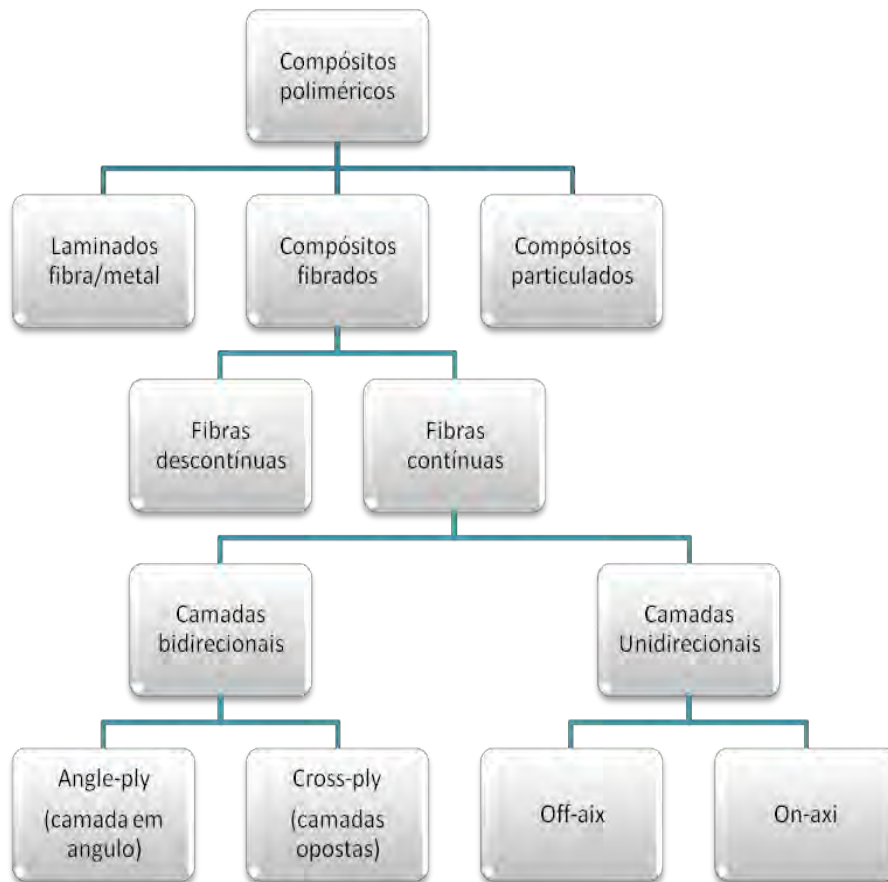 Compósitos
poliméricos
Laminados
fibra/metal
Compósitos
fibrados
Compósitos
particulados
Fibras
descontínuas
Fibras
contínuas
Camadas
bidirecionais
Camadas
Unidirecionais
Angle-ply
(camada em
angulo)
Cross-ply
(camadas
opostas)
Off-aix
On-axi